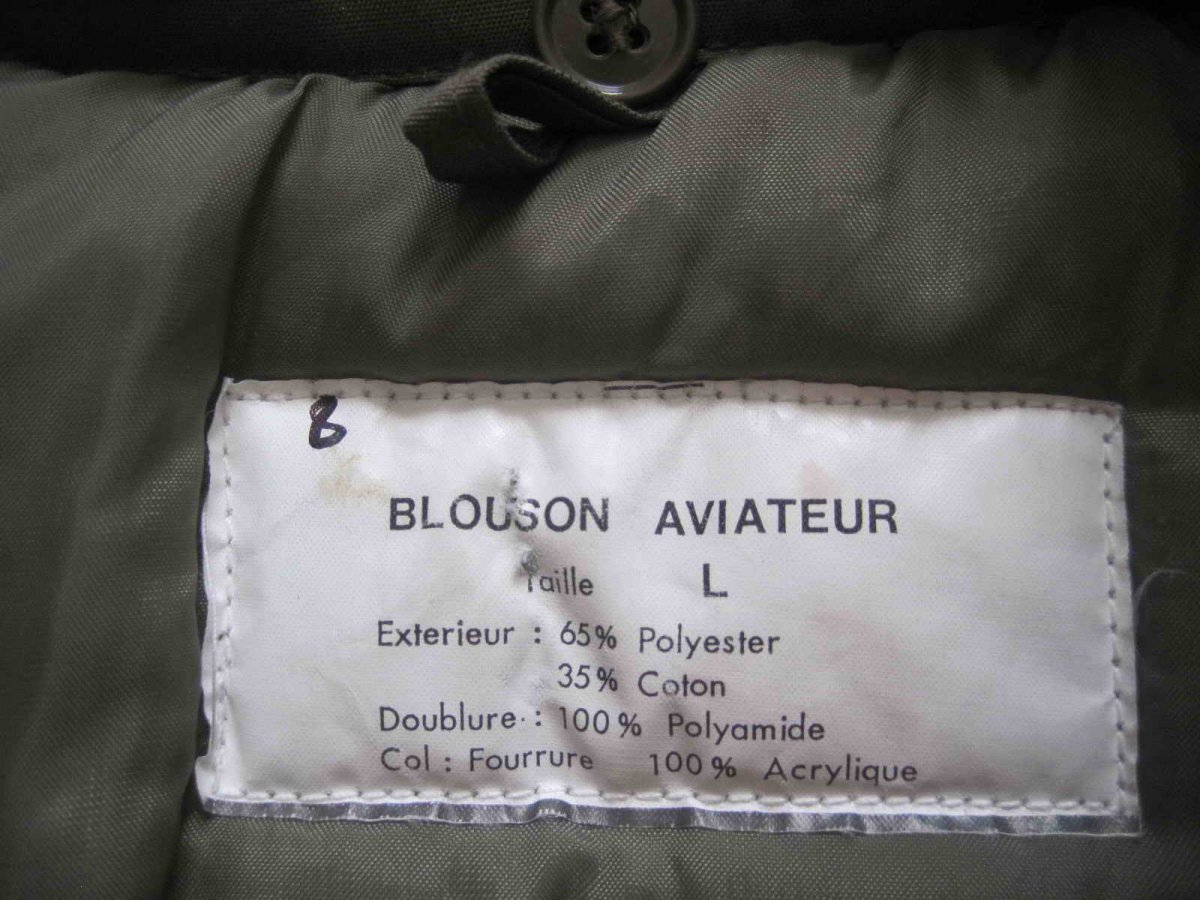 8
BLOUSON AVIATEUR
Taille L
Exterieur : 65% Polyester
35% Coton
Doublure : 100% Polyamide
Col : Fourrure 100% Acrylique